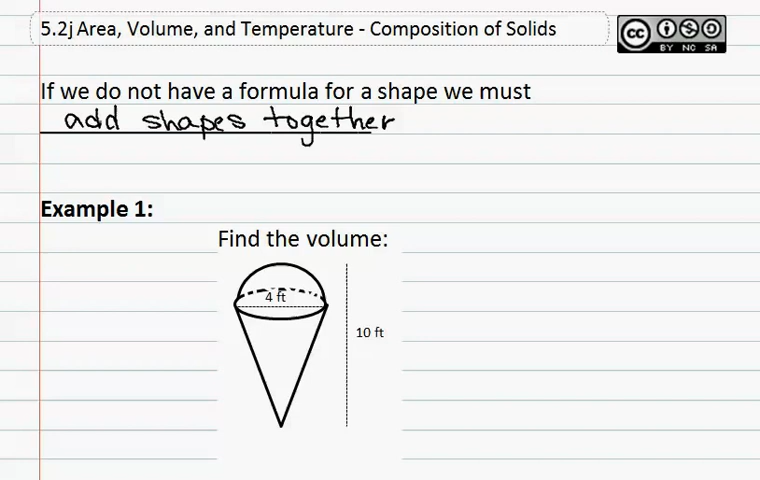 5.2j Area, Volume, and Temperature - Composition of Solids
cc
BY NC SA
If we do not have a formula for a shape we must
add shapes together
Example 1:
Find the volume:
4 ft
10 ft